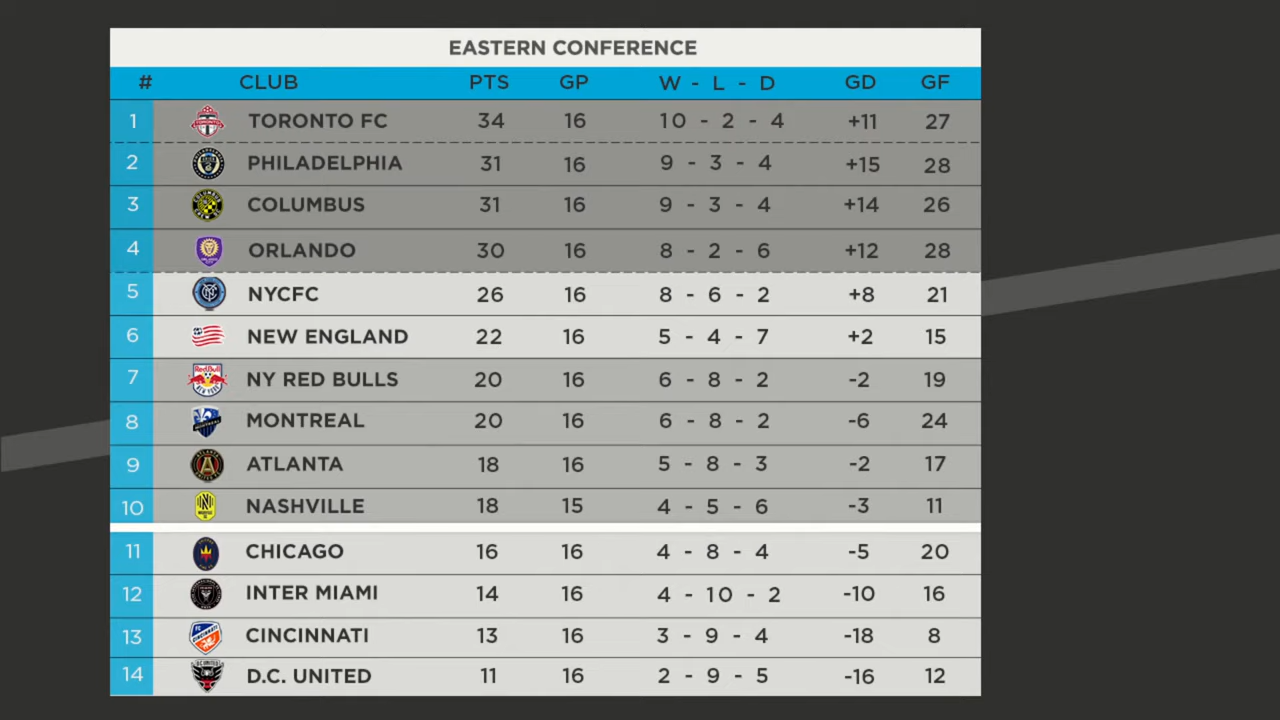 EASTERN CONFERENCE
# CLUB PTS GP W - L - D GD GF
1 TORONTO FC 34 16 10 - 2 - 4 +11 27
2 PHILADELPHIA 31 16 9 - 3 - 4 +15 28
3 COLUMBUS 31 16 9 - 3 - 4 +14 26
4 ORLANDO 30 16 8 - 2 - 6 +12 28
5 NYCFC 26 16 8 - 6 - 2 +8 21
6 NEW ENGLAND 22 16 5 - 4 - 7 +2 15
7 NY RED BULLS 20 16 6 - 8 - 2 -2 19
8 MONTREAL 20 16 6 - 8 - 2 -6 24
9 ATLANTA 18 16 5 - 8 - 3 -2 17
10 NASHVILLE 18 15 4 - 5 - 6 -3 11
11 CHICAGO 16 16 4 - 8 - 4 -5 20
12 INTER MIAMI 14 16 4 - 10 - 2 -10 16
13 CINCINNATI 13 16 3 - 9 - 4 -18 8
14 D.C. UNITED 11 16 2 - 9 - 5 -16 12